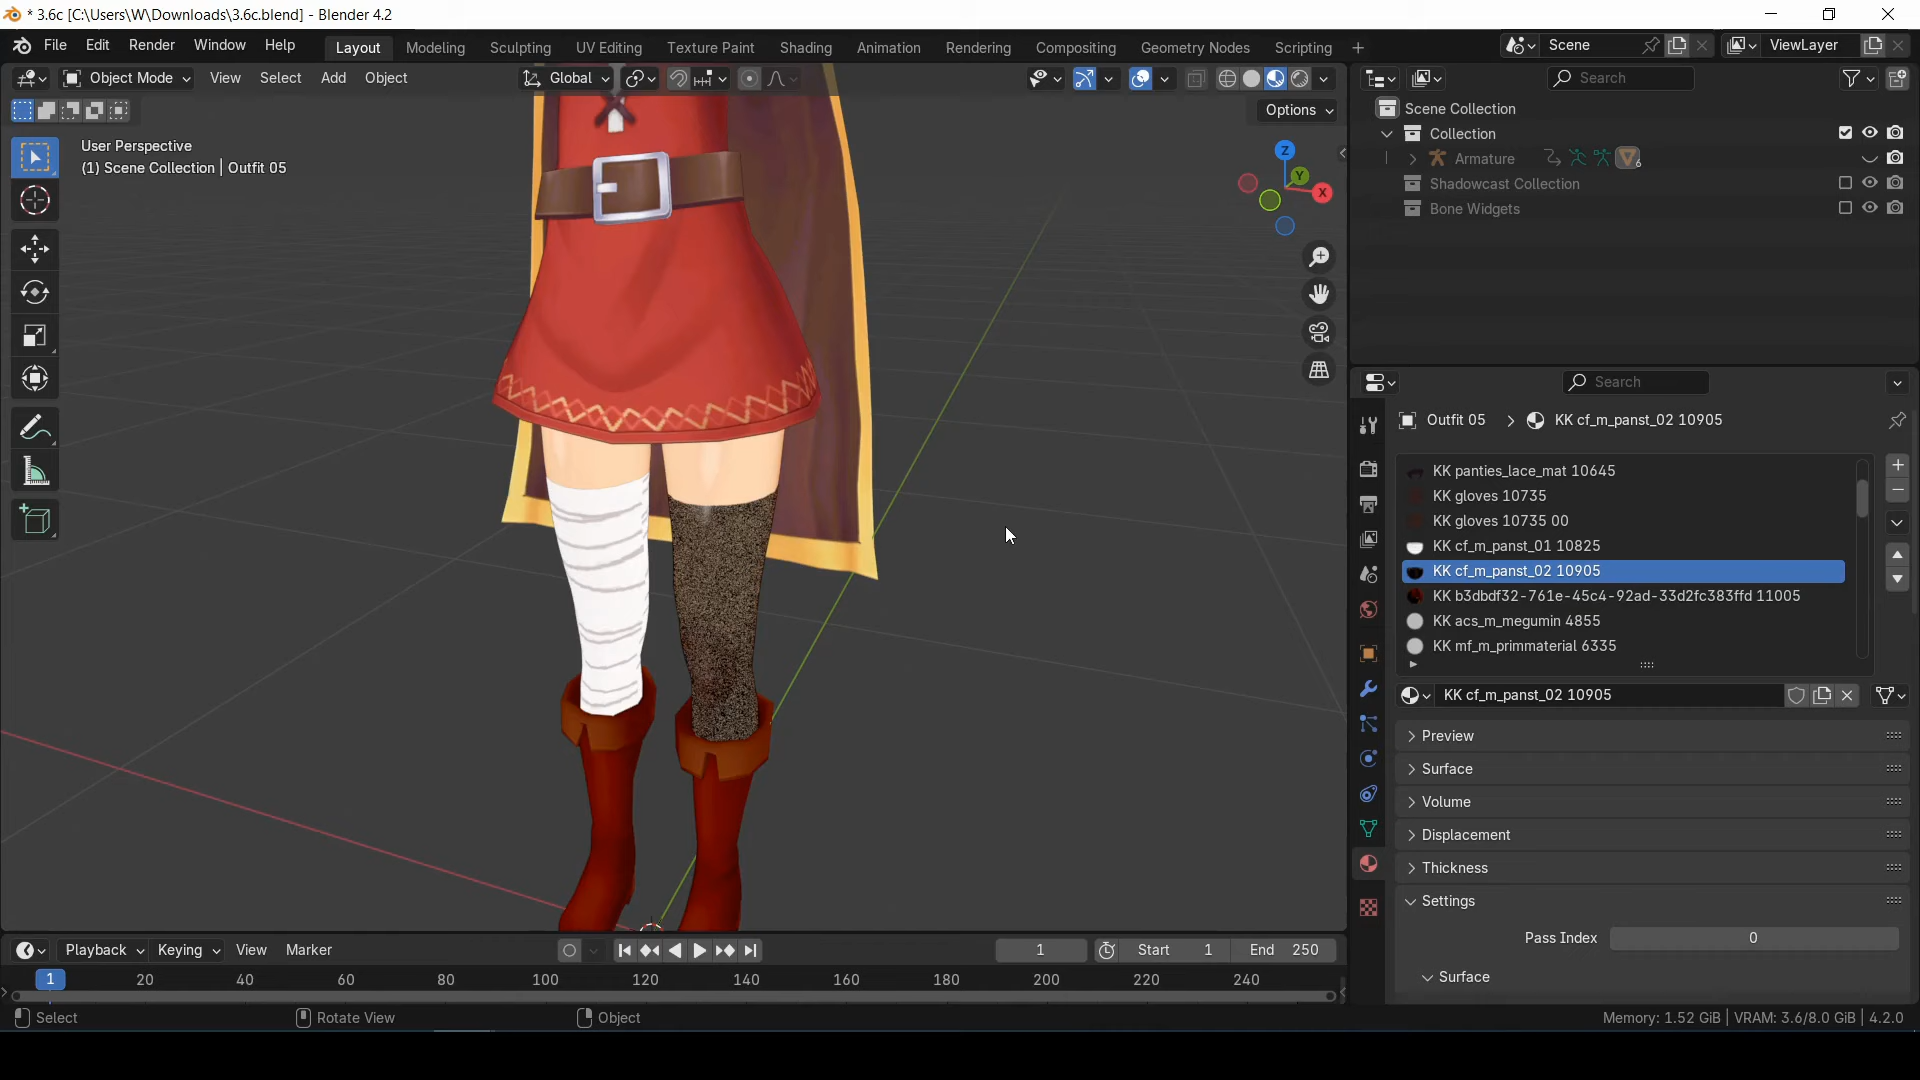 * 3.6c [C:\Users\W\Downloads\3.6c.blend] - Blender 4.2
File Edit Render Window Help Layout Modeling Sculpting UV Editing Texture Paint Shading Animation Rendering Compositing Geometry Nodes Scripting + Scene ViewLayer
Object Mode View Select Add Object Global Search
Options
User Perspective
(1) Scene Collection | Outfit 05
Z
Y
X
Scene Collection
Collection
Armature 6
Shadowcast Collection
Bone Widgets
Search
Outfit 05 > KK cf_m_panst_02 10905
KK panties_lace_mat 10645
KK gloves 10735
KK gloves 10735 00
KK cf_m_panst_01 10825
KK cf_m_panst_02 10905
KK b3dbdf32-761e-45c4-92ad-33d2fc383ffd 11005
KK acs_m_megumin 4855
KK mf_m_primmaterial 6335
KK cf_m_panst_02 10905
Preview
Surface
Volume
Displacement
Thickness
Settings
Pass Index 0
Surface
Playback Keying View Marker 1 Start 1 End 250
1 20 40 60 80 100 120 140 160 180 200 220 240
Select Rotate View Object Memory: 1.52 GiB | VRAM: 3.6/8.0 GiB | 4.2.0